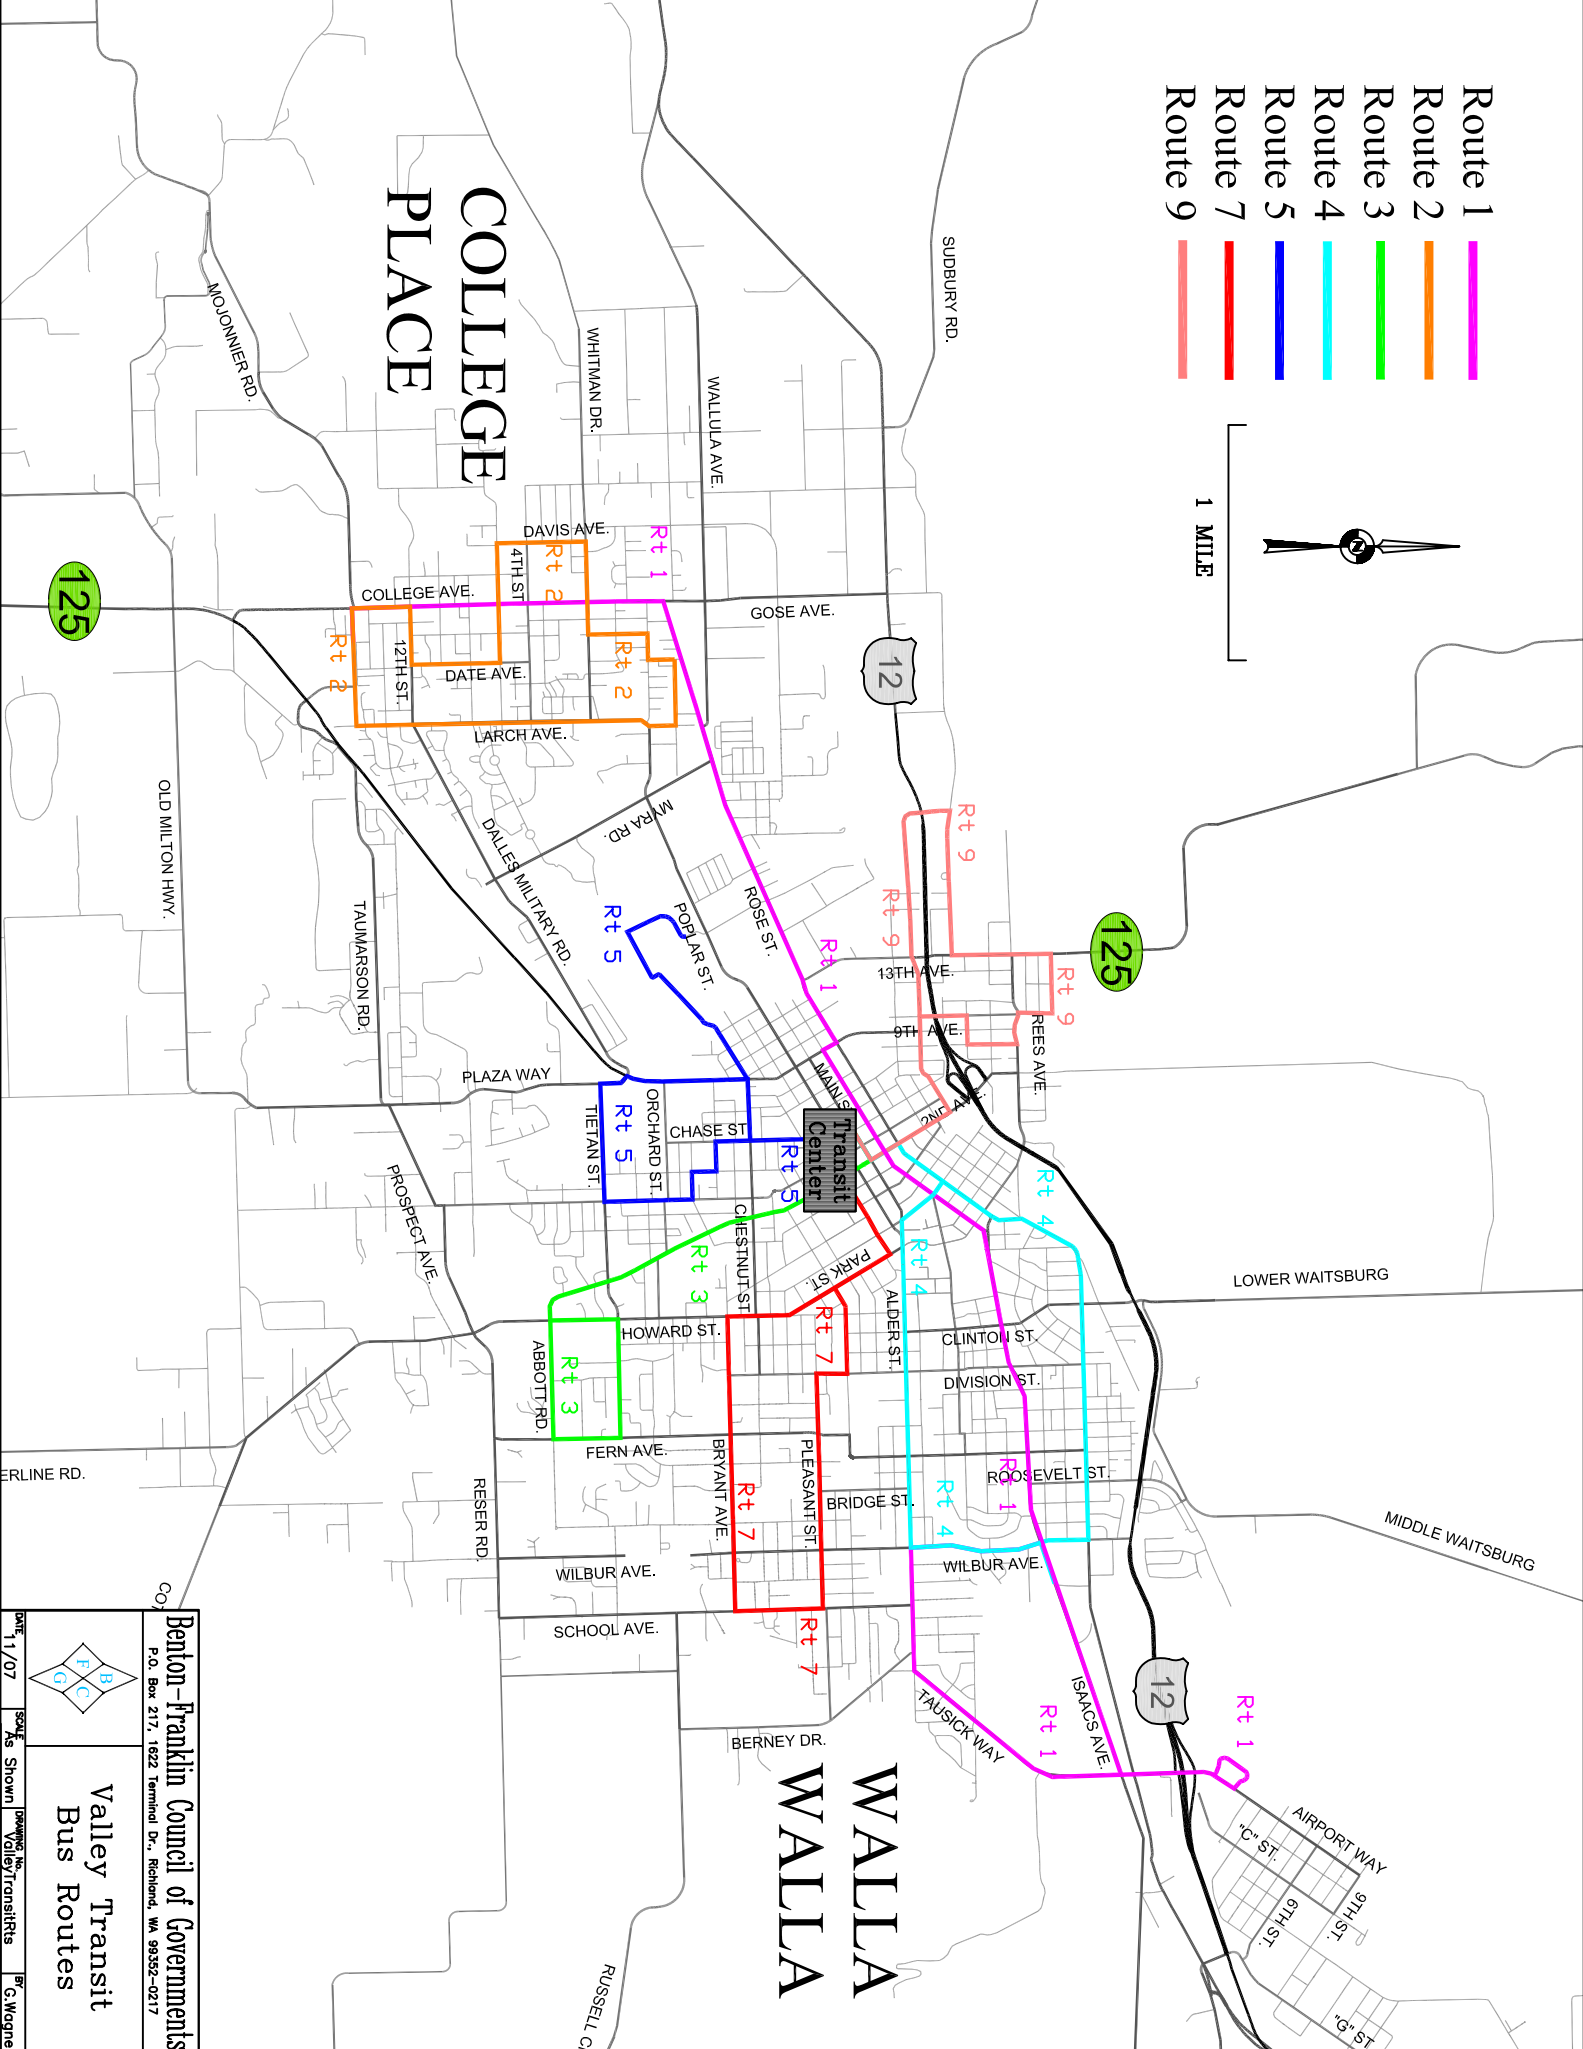 Route 1
Route 2
Route 3
Route 4
Route 5
Route 7
Route 9
1 MILE
N
COLLEGE
PLACE
WALLA
WALLA
SUDBURY RD.
MOJONNIER RD.
WHITMAN DR.
WALLULA AVE.
DAVIS AVE.
4TH ST.
COLLEGE AVE.
GOSE AVE.
12TH ST.
DATE AVE.
LARCH AVE.
Rt 1
Rt 2
Rt 2
Rt 2
125
12
OLD MILTON HWY.
MYRA RD.
DALLES MILITARY RD.
TAUMARSON RD.
POPLAR ST.
ROSE ST.
Rt 5
Rt 1
Rt 9
Rt 9
Rt 9
125
13TH AVE.
9TH AVE.
REES AVE.
2ND AVE.
PLAZA WAY
TIETAN ST.
ORCHARD ST.
CHASE ST
Rt 5
Rt 5
Transit
Center
PROSPECT AVE.
CHESTNUT ST
PARK ST.
Rt 3
Rt 4
Rt 4
LOWER WAITSBURG
ALDER ST.
CLINTON ST.
DIVISION ST.
HOWARD ST.
ABBOTT RD.
Rt 3
Rt 7
FERN AVE.
BRYANT AVE.
PLEASANT ST.
BRIDGE ST.
ROOSEVELT ST.
Rt 1
Rt 4
Rt 7
ERLINE RD.
RESER RD.
WILBUR AVE.
WILBUR AVE.
MIDDLE WAITSBURG
SCHOOL AVE.
Rt 7
BERNEY DR.
TAUSICK WAY
Rt 1
ISAACS AVE.
12
Rt 1
AIRPORT WAY
"C" ST.
6TH ST.
9TH ST.
"G" ST
Benton-Franklin Council of Governments
P.O. Box 217, 1622 Terminal Dr., Richland, WA 99352-0217
B
F C
G
Valley Transit
Bus Routes
DATE 11/07
SCALE As Shown
DRAWING No. ValleyTransitRts
BY G.Wagne